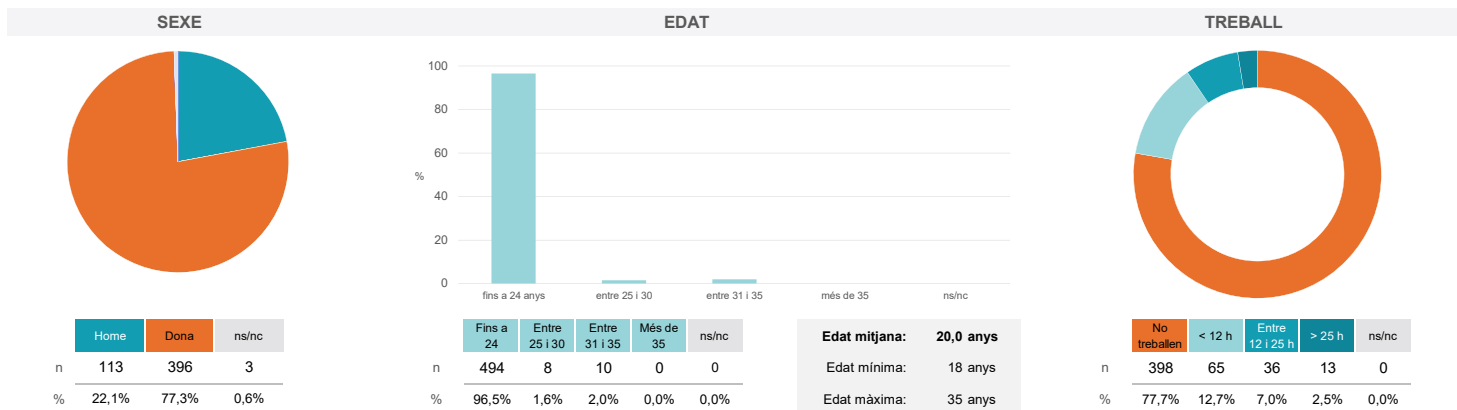 SEXE
EDAT
TREBALL
100
80
60
%
40
20
0
fins a 24 anys
entre 25 i 30
entre 31 i 35
més de 35
ns/nc
Home Dona ns/nc
n 113 396 3
% 22,1% 77,3% 0,6%
Fins a 24 Entre 25 i 30 Entre 31 i 35 Més de 35 ns/nc
n 494 8 10 0 0
% 96,5% 1,6% 2,0% 0,0% 0,0%
Edat mitjana: 20,0 anys
Edat mínima: 18 anys
Edat màxima: 35 anys
No treballen < 12 h Entre 12 i 25 h > 25 h ns/nc
n 398 65 36 13 0
% 77,7% 12,7% 7,0% 2,5% 0,0%